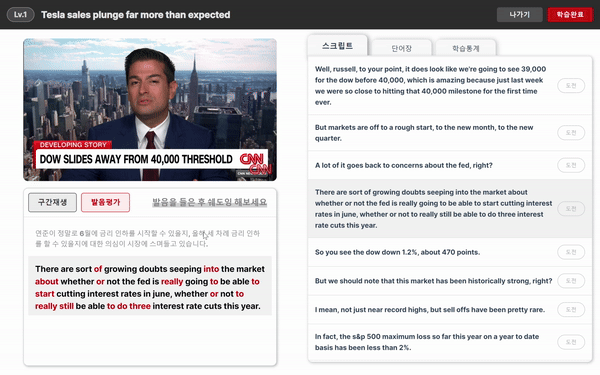 Lv.1
Tesla sales plunge far more than expected
나가기
학습완료
DEVELOPING STORY
DOW SLIDES AWAY FROM 40,000 THRESHOLD
CNN
CNN
구간재생
발음평가
발음을 들은 후 쉐도잉 해보세요
연준이 정말로 6월에 금리 인하를 시작할 수 있을지, 올해 세 차례 금리 인하
를 할 수 있을지에 대한 의심이 시장에 스며들고 있습니다.
There are sort of growing doubts seeping into the market
about whether or not the fed is really going to be able to
to start cutting interest rates in june, whether or not to
really still be able to do three interest rate cuts this year.
스크립트
단어장
학습통계
Well, russell, to your point, it does look like we're going to see 39,000
for the dow before 40,000, which is amazing because just last week
we were so close to hitting that 40,000 milestone for the first time
ever.
도전
But markets are off to a rough start, to the new month, to the new
quarter.
도전
A lot of it goes back to concerns about the fed, right?
도전
There are sort of growing doubts seeping into the market about
whether or not the fed is really going to be able to start cutting interest
rates in june, whether or not to really still be able to do three interest
rate cuts this year.
도전
So you see the dow down 1.2%, about 470 points.
도전
But we should note that this market has been historically strong, right?
도전
I mean, not just near record highs, but sell offs have been pretty rare.
도전
In fact, the s&p 500 maximum loss so far this year on a year to date
basis has been less than 2%.
도전